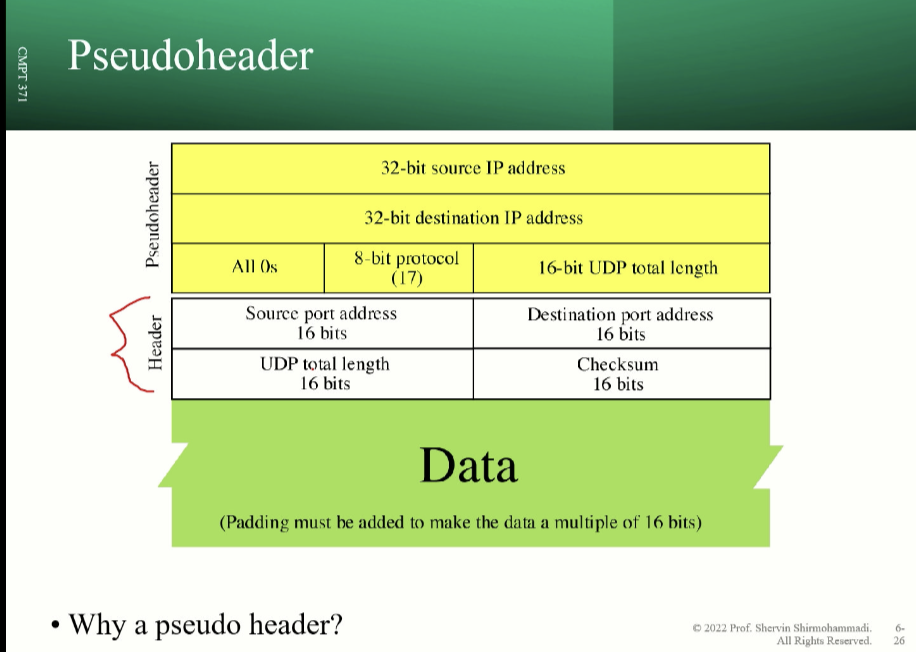 CMPT 371
Pseudoheader
Pseudoheader
32-bit source IP address
32-bit destination IP address
All 0s
8-bit protocol
(17)
16-bit UDP total length
Header
Source port address
16 bits
Destination port address
16 bits
UDP total length
16 bits
Checksum
16 bits
Data
(Padding must be added to make the data a multiple of 16 bits)
• Why a pseudo header?
© 2022 Prof. Shervin Shirmohammadi.
All Rights Reserved.
6-
26